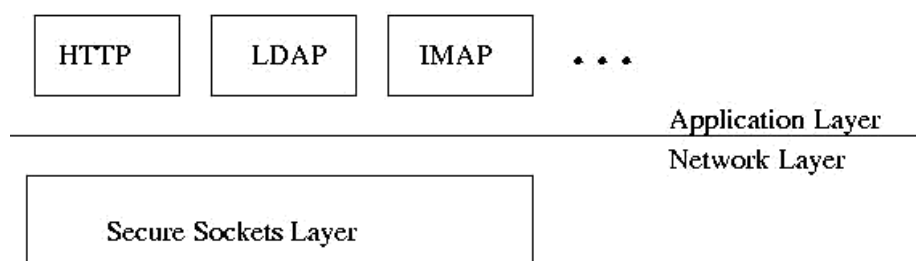 HTTP LDAP IMAP • • •
Application Layer
Network Layer
Secure Sockets Layer